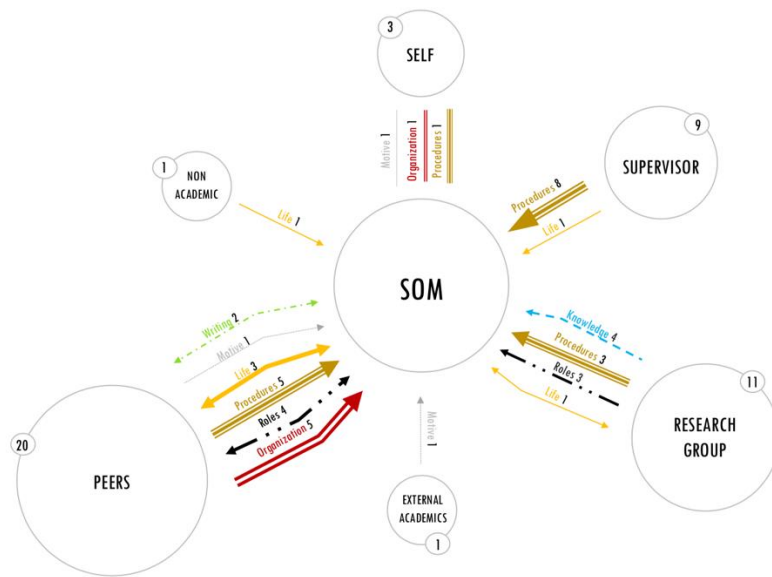 3
SELF
Motive 1
Organization 1
Procedures 1
1
NON
ACADEMIC
Life 1
9
SUPERVISOR
Procedures 8
Life 1
SOM
Writing 2
Motive 1
Life 3
Procedures 5
Roles 4
Organization 5
Knowledge 4
Procedures 3
Roles 3
Life 1
20
PEERS
Motive 1
EXTERNAL
ACADEMICS
1
11
RESEARCH
GROUP